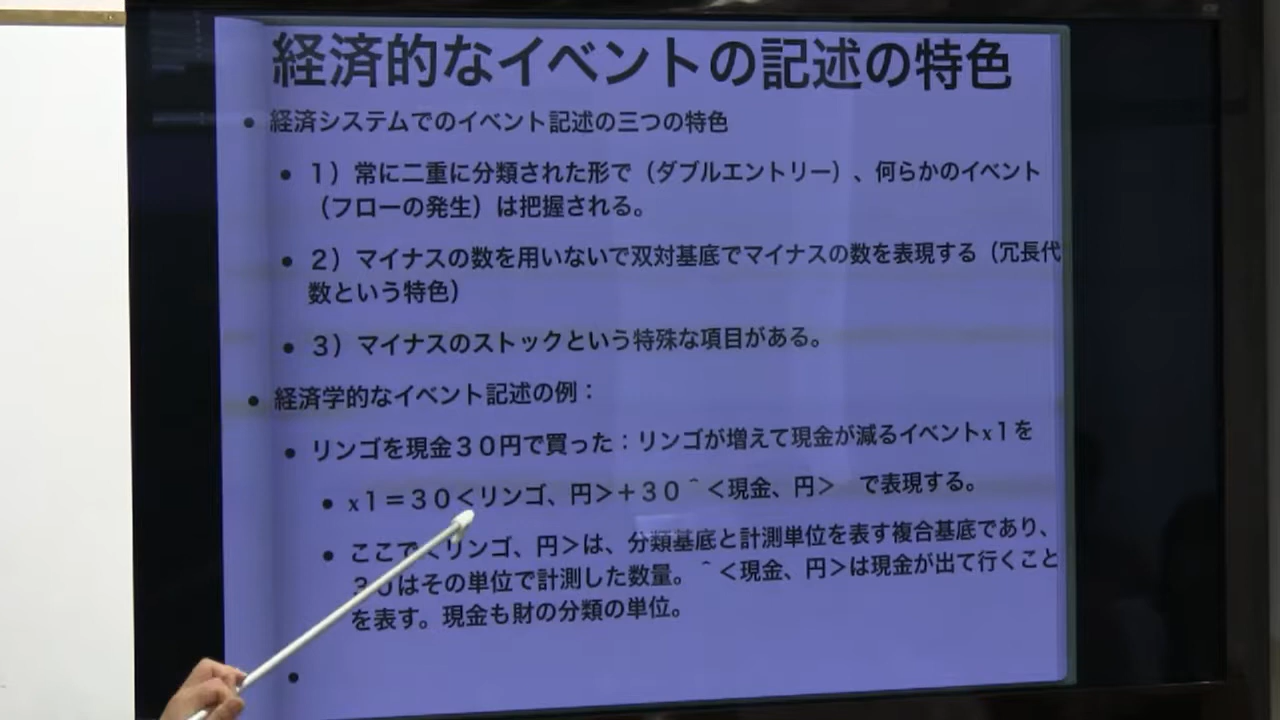 経済的なイベントの記述の特色
• 経済システムでのイベント記述の三つの特色
• １）常に二重に分類された形で（ダブルエントリー）、何らかのイベント
（フローの発生）は把握される。
• ２）マイナスの数を用いないで双対基底でマイナスの数を表現する（冗長代
数という特色）
• ３）マイナスのストックという特殊な項目がある。
• 経済学的なイベント記述の例：
• リンゴを現金３０円で買った：リンゴが増えて現金が減るイベントx１を
• x１＝３０＜リンゴ、円＞＋３０＾＜現金、円＞　で表現する。
• ここで＜リンゴ、円＞は、分類基底と計測単位を表す複合基底であり、
３０はその単位で計測した数量。＾＜現金、円＞は現金が出て行くこと
を表す。現金も財の分類の単位。
•